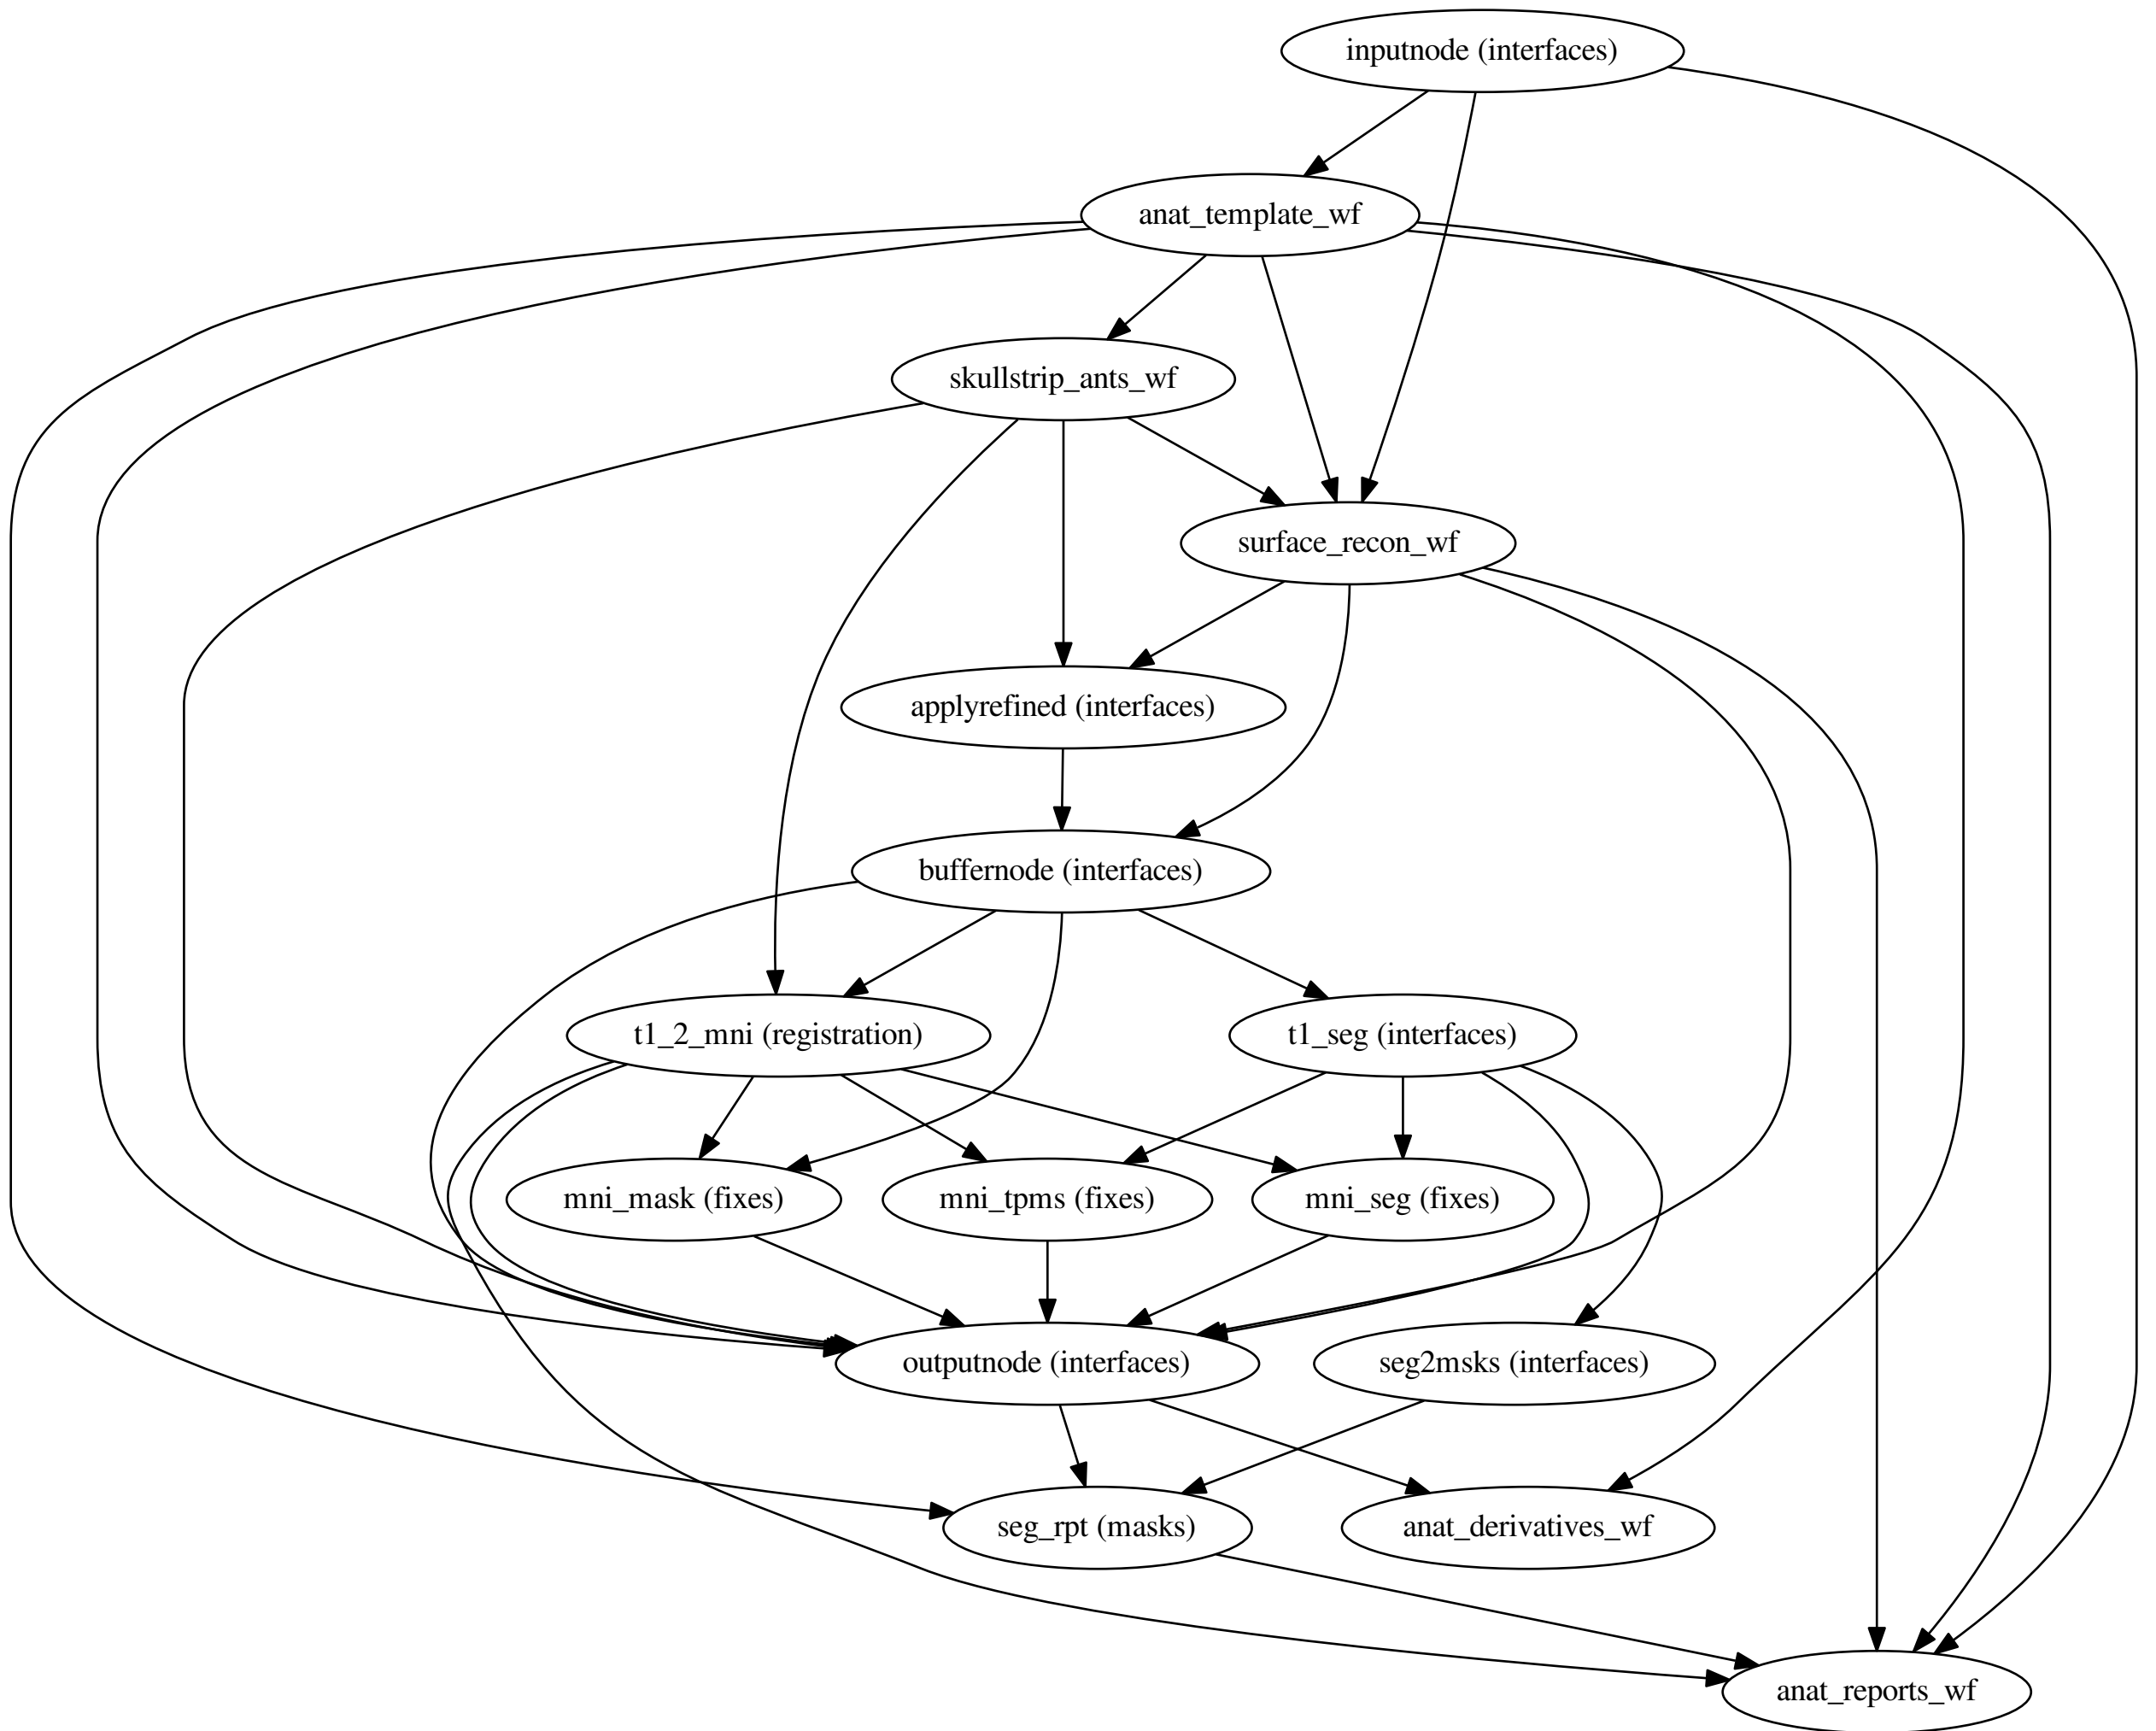 inputnode (interfaces)
anat_template_wf
skullstrip_ants_wf
surface_recon_wf
applyrefined (interfaces)
buffernode (interfaces)
t1_2_mni (registration)
t1_seg (interfaces)
mni_mask (fixes)
mni_tpms (fixes)
mni_seg (fixes)
outputnode (interfaces)
seg2msks (interfaces)
seg_rpt (masks)
anat_derivatives_wf
anat_reports_wf